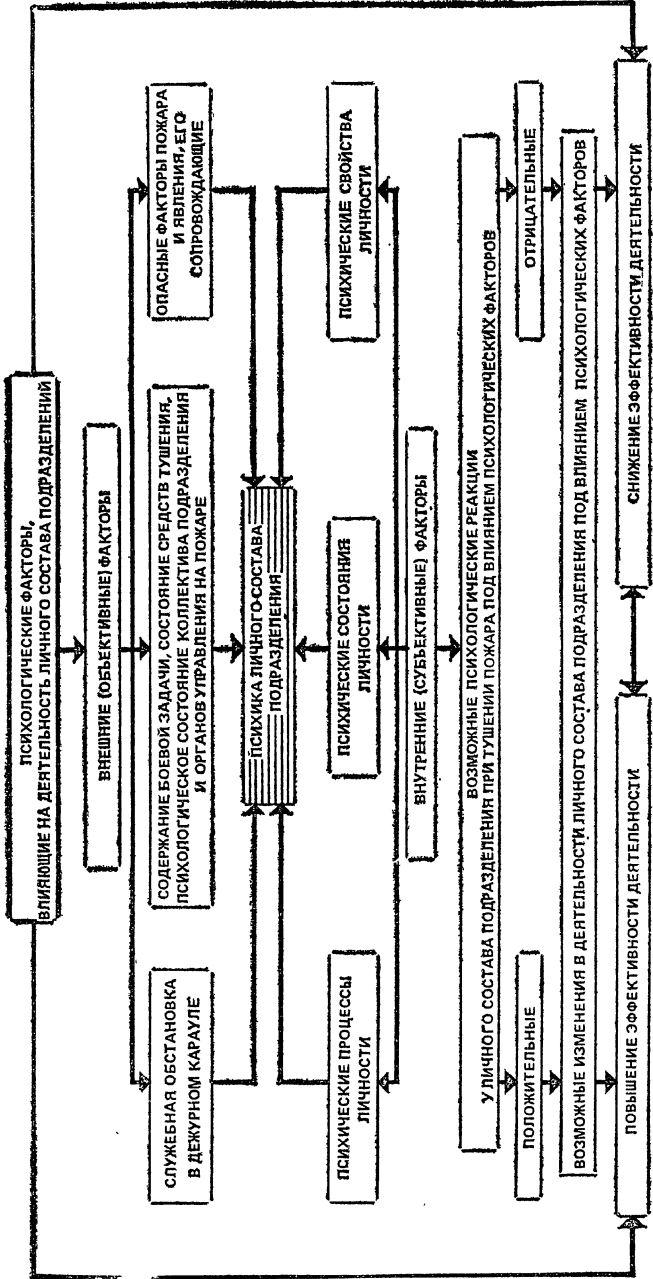 ПСИХОЛОГИЧЕСКИЕ ФАКТОРЫ,
ВЛИЯЮЩИЕ НА ДЕЯТЕЛЬНОСТЬ ЛИЧНОГО СОСТАВА ПОДРАЗДЕЛЕНИЙ
ВНЕШНИЕ (ОБЪЕКТИВНЫЕ) ФАКТОРЫ
СЛУЖЕБНАЯ ОБСТАНОВКА
В ДЕЖУРНОМ КАРАУЛЕ
СОДЕРЖАНИЕ БОЕВОЙ ЗАДАЧИ, СОСТОЯНИЕ СРЕДСТВ ТУШЕНИЯ,
ПСИХОЛОГИЧЕСКОЕ СОСТОЯНИЕ КОЛЛЕКТИВА ПОДРАЗДЕЛЕНИЯ
И ОРГАНОВ УПРАВЛЕНИЯ НА ПОЖАРЕ
ОПАСНЫЕ ФАКТОРЫ ПОЖАРА
И ЯВЛЕНИЯ, ЕГО
СОПРОВОЖДАЮЩИЕ
ПСИХИКА ЛИЧНОГО СОСТАВА
ПОДРАЗДЕЛЕНИЯ
ПСИХИЧЕСКИЕ ПРОЦЕССЫ
ЛИЧНОСТИ
ПСИХИЧЕСКИЕ СОСТОЯНИЯ
ЛИЧНОСТИ
ПСИХИЧЕСКИЕ СВОЙСТВА
ЛИЧНОСТИ
ВНУТРЕННИЕ (СУБЪЕКТИВНЫЕ) ФАКТОРЫ
ВОЗМОЖНЫЕ ПСИХОЛОГИЧЕСКИЕ РЕАКЦИИ
У ЛИЧНОГО СОСТАВА ПОДРАЗДЕЛЕНИЯ ПРИ ТУШЕНИИ ПОЖАРА ПОД ВЛИЯНИЕМ ПСИХОЛОГИЧЕСКИХ ФАКТОРОВ
ПОЛОЖИТЕЛЬНЫЕ
ОТРИЦАТЕЛЬНЫЕ
ВОЗМОЖНЫЕ ИЗМЕНЕНИЯ В ДЕЯТЕЛЬНОСТИ ЛИЧНОГО СОСТАВА ПОДРАЗДЕЛЕНИЯ ПОД ВЛИЯНИЕМ ПСИХОЛОГИЧЕСКИХ ФАКТОРОВ
ПОВЫШЕНИЕ ЭФФЕКТИВНОСТИ ДЕЯТЕЛЬНОСТИ
СНИЖЕНИЕ ЭФФЕКТИВНОСТИ ДЕЯТЕЛЬНОСТИ